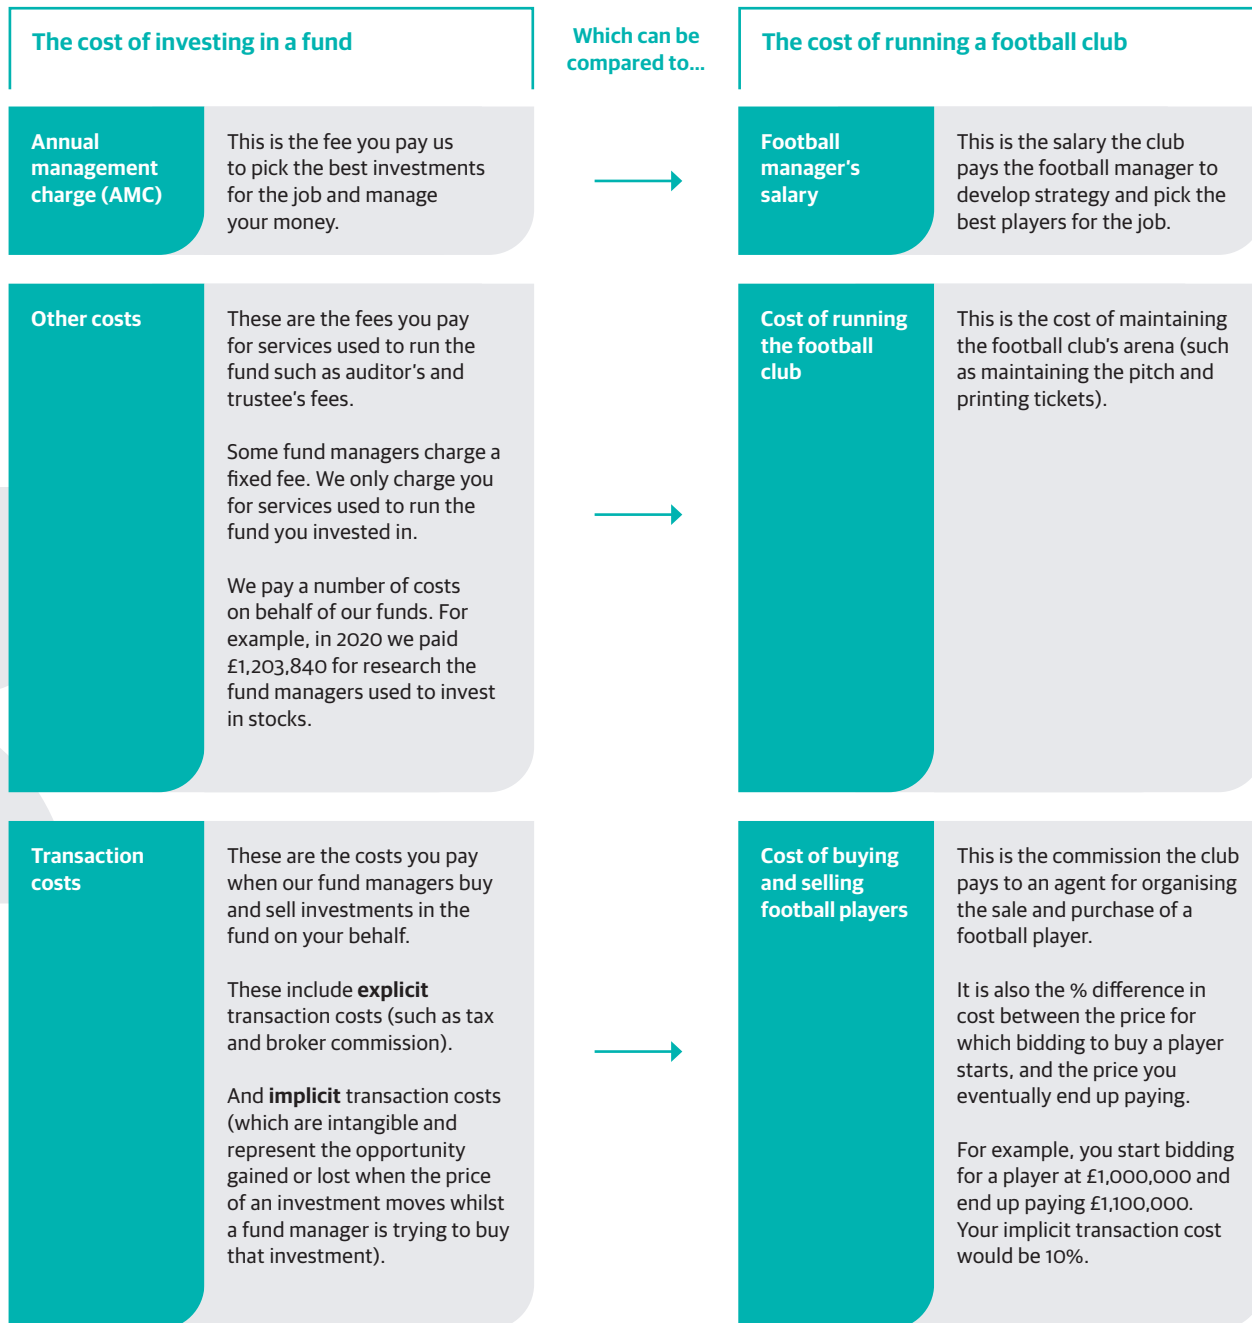 The cost of investing in a fund
Which can be
compared to...
The cost of running a football club
Annual
management
charge (AMC)
This is the fee you pay us
to pick the best investments
for the job and manage
your money.
Football
manager's
salary
This is the salary the club
pays the football manager to
develop strategy and pick the
best players for the job.
Other costs
These are the fees you pay
for services used to run the
fund such as auditor's and
trustee's fees.
Some fund managers charge a
fixed fee. We only charge you
for services used to run the
fund you invested in.
We pay a number of costs
on behalf of our funds. For
example, in 2020 we paid
£1,203,840 for research the
fund managers used to invest
in stocks.
Cost of running
the football
club
This is the cost of maintaining
the football club's arena (such
as maintaining the pitch and
printing tickets).
Transaction
costs
These are the costs you pay
when our fund managers buy
and sell investments in the
fund on your behalf.
These include explicit
transaction costs (such as tax
and broker commission).
And implicit transaction costs
(which are intangible and
represent the opportunity
gained or lost when the price
of an investment moves whilst
a fund manager is trying to buy
that investment).
Cost of buying
and selling
football players
This is the commission the club
pays to an agent for organising
the sale and purchase of a
football player.
It is also the % difference in
cost between the price for
which bidding to buy a player
starts, and the price you
eventually end up paying.
For example, you start bidding
for a player at £1,000,000 and
end up paying £1,100,000.
Your implicit transaction cost
would be 10%.